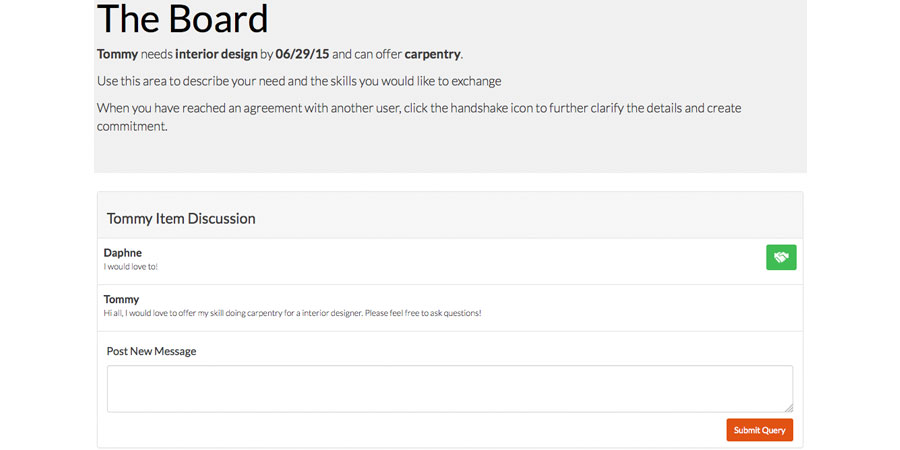 The Board
Tommy needs interior design by 06/29/15 and can offer carpentry.
Use this area to describe your need and the skills you would like to exchange
When you have reached an agreement with another user, click the handshake icon to further clarify the details and create
commitment.
Tommy Item Discussion
Daphne
I would love to!
Tommy
Hi all, I would love to offer my skill doing carpentry for a interior designer. Please feel free to ask questions!
Post New Message
Submit Query